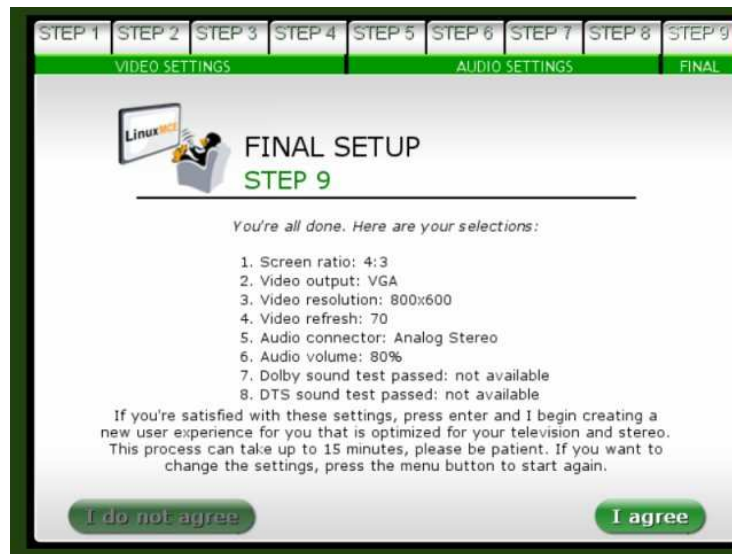 STEP 1 STEP 2 STEP 3 STEP 4 STEP 5 STEP 6 STEP 7 STEP 8 STEP 9
VIDEO SETTINGS AUDIO SETTINGS FINAL
LinuxMCE
FINAL SETUP
STEP 9
You're all done. Here are your selections:
1. Screen ratio: 4:3
2. Video output: VGA
3. Video resolution: 800x600
4. Video refresh: 70
5. Audio connector: Analog Stereo
6. Audio volume: 80%
7. Dolby sound test passed: not available
8. DTS sound test passed: not available
If you're satisfied with these settings, press enter and I begin creating a
new user experience for you that is optimized for your television and stereo.
This process can take up to 15 minutes, please be patient. If you want to
change the settings, press the menu button to start again.
I do not agree I agree